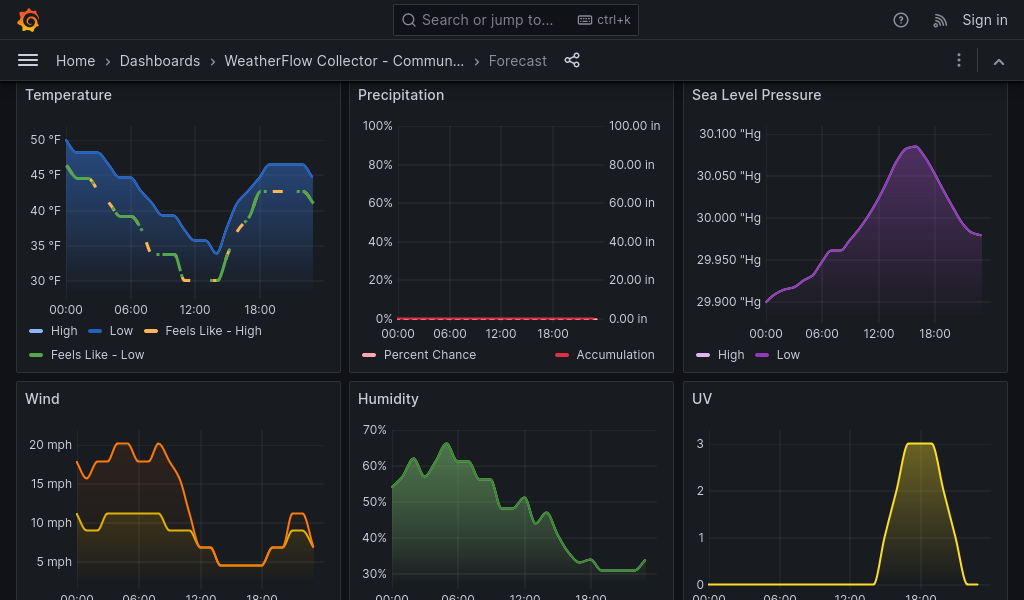 Search or jump to... ctrl+k Sign in
Home › Dashboards › WeatherFlow Collector - Commun... › Forecast
Temperature
50 °F
45 °F
40 °F
35 °F
30 °F
00:00 06:00 12:00 18:00
High Low Feels Like - High
Feels Like - Low
Precipitation
100% 100.00 in
80% 80.00 in
60% 60.00 in
40% 40.00 in
20% 20.00 in
0% 0.00 in
00:00 06:00 12:00 18:00
Percent Chance Accumulation
Sea Level Pressure
30.100 "Hg
30.050 "Hg
30.000 "Hg
29.950 "Hg
29.900 "Hg
00:00 06:00 12:00 18:00
High Low
Wind
20 mph
15 mph
10 mph
5 mph
00:00 06:00 12:00 18:00
Humidity
70%
60%
50%
40%
30%
00:00 06:00 12:00 18:00
UV
3
2
1
0
00:00 06:00 12:00 18:00